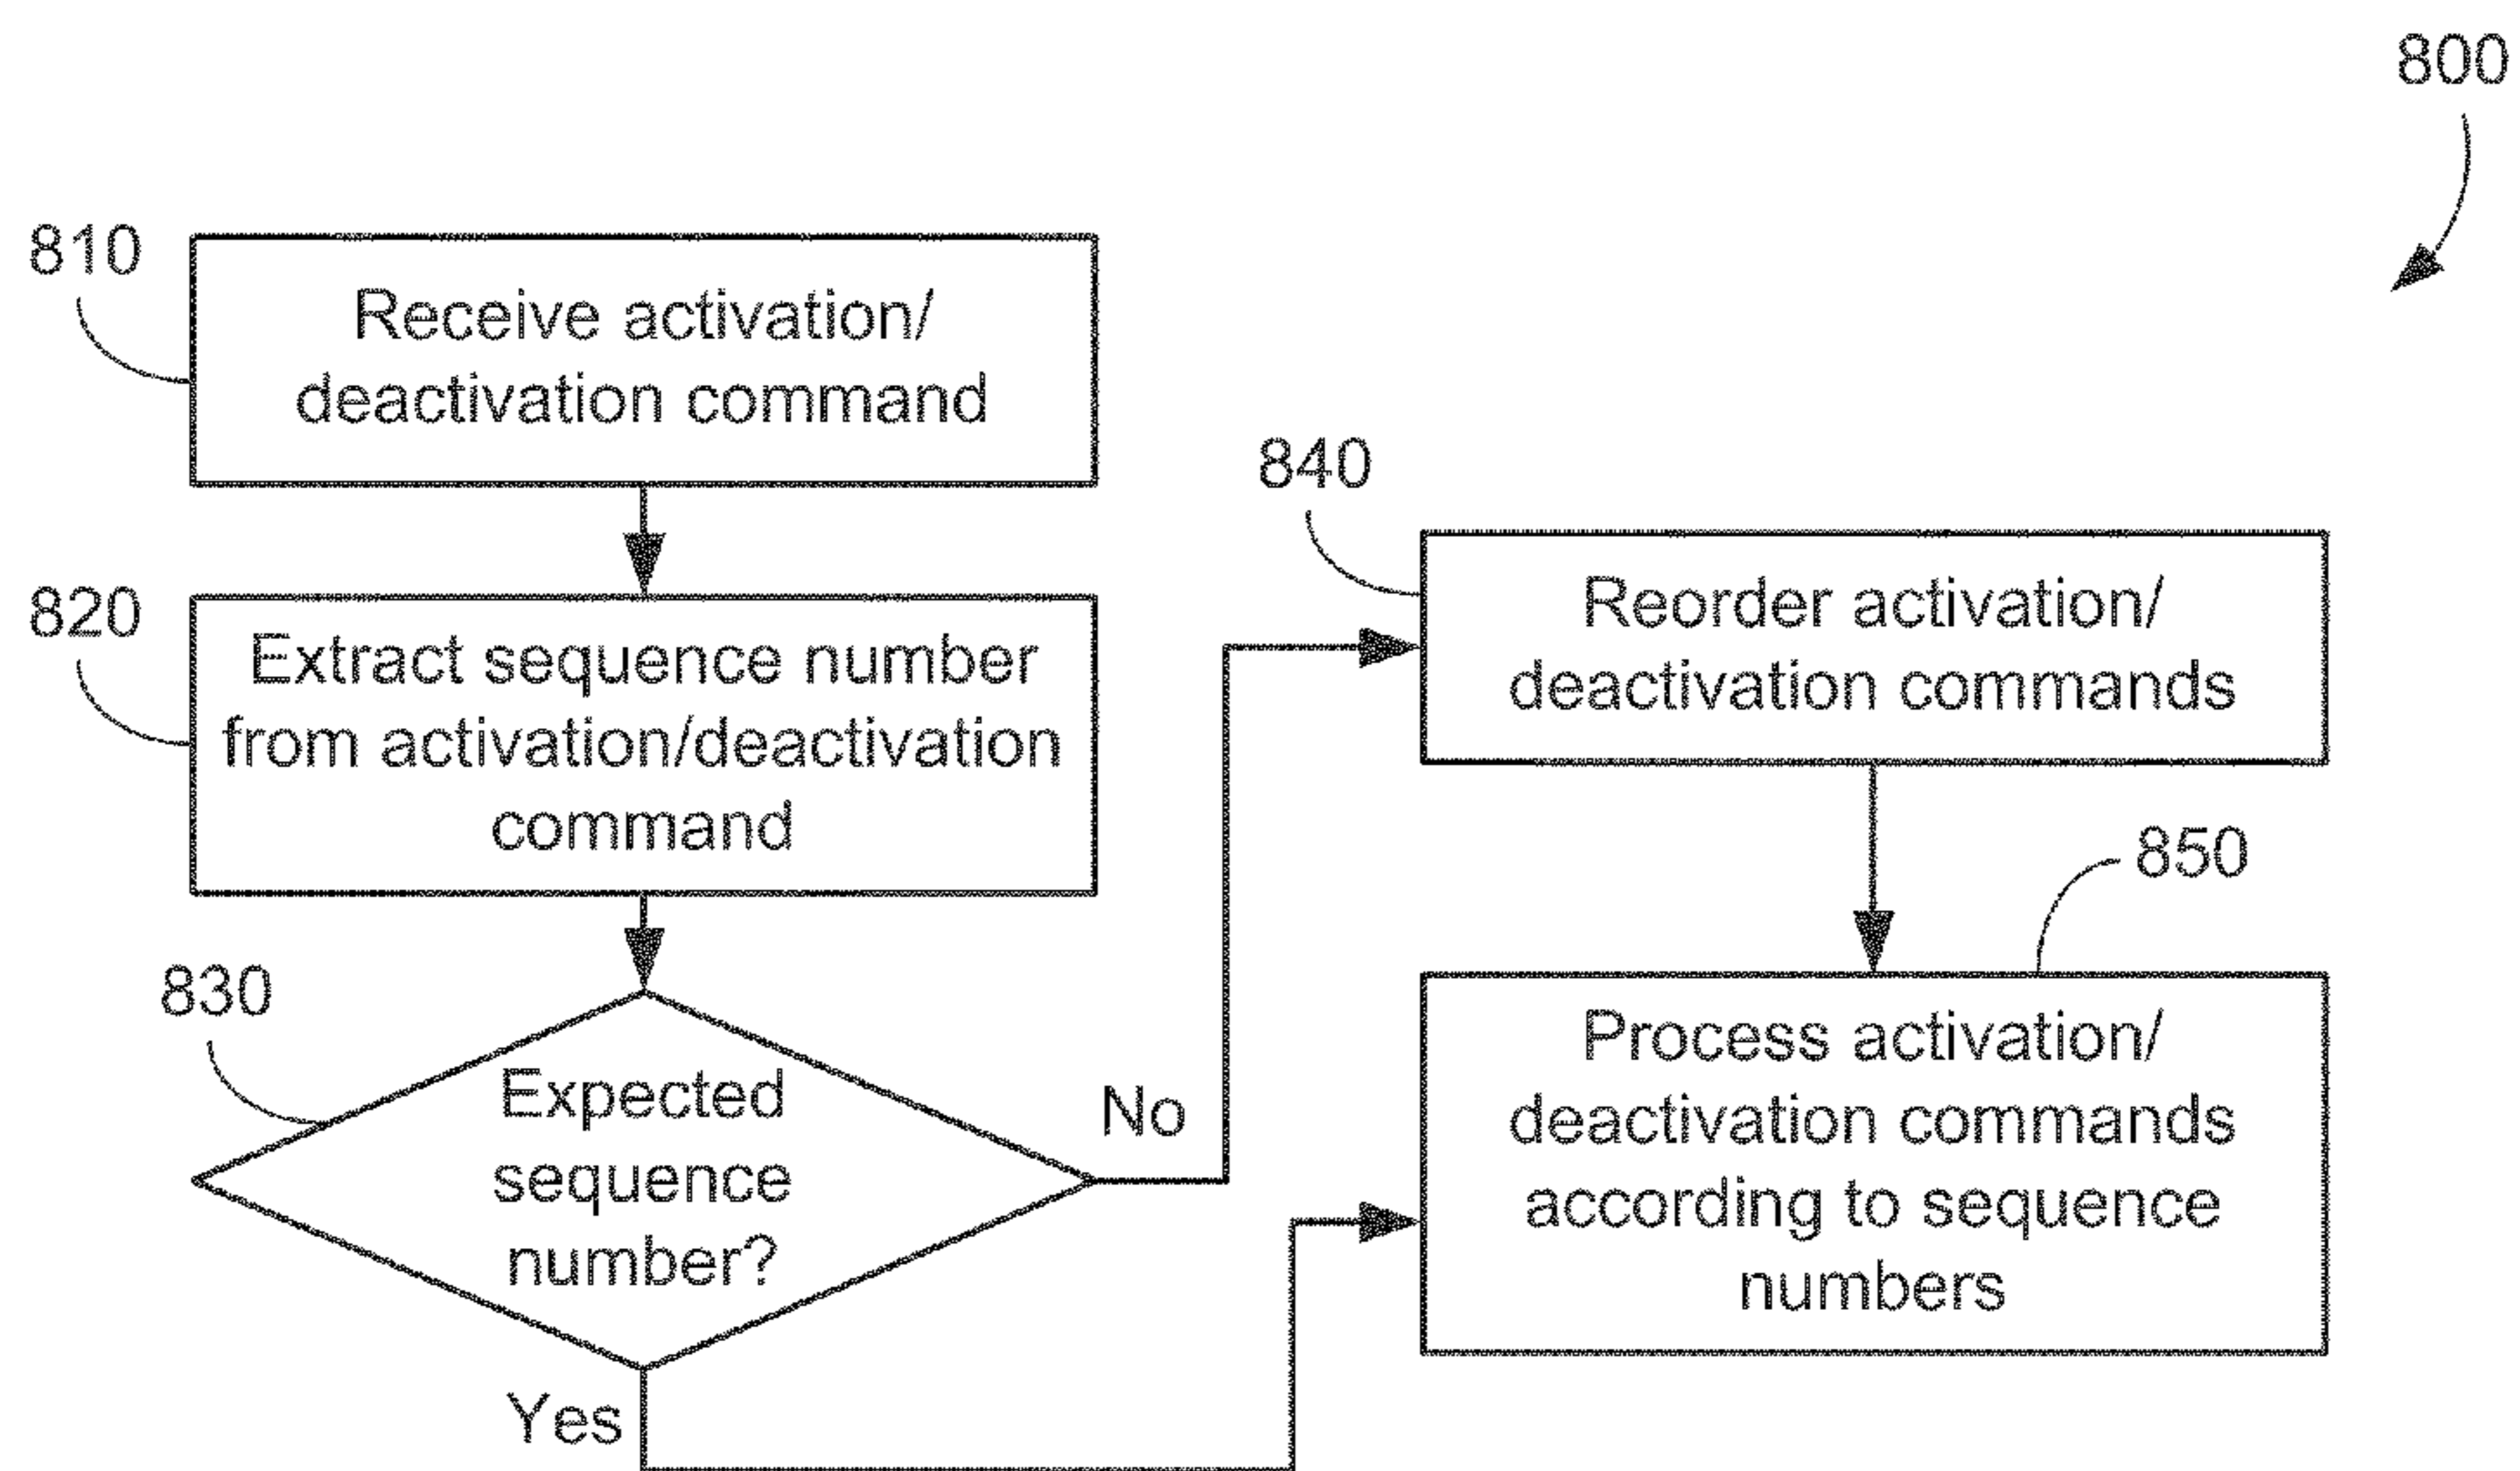 800
810
Receive activation/
deactivation command
820
Extract sequence number
from activation/deactivation
command
830
Expected
sequence
number?
No
Yes
840
Reorder activation/
deactivation commands
850
Process activation/
deactivation commands
according to sequence
numbers